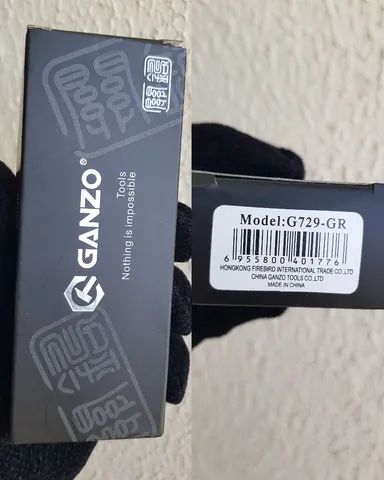 GANZO®
Tools
Nothing is impossible
Model:G729-GR
6 955800 401776
HONGKONG FIREBIRD INTERNATIONAL TRADE CO.,LTD
CHINA GANZO TOOLS CO.,LTD
MADE IN CHINA